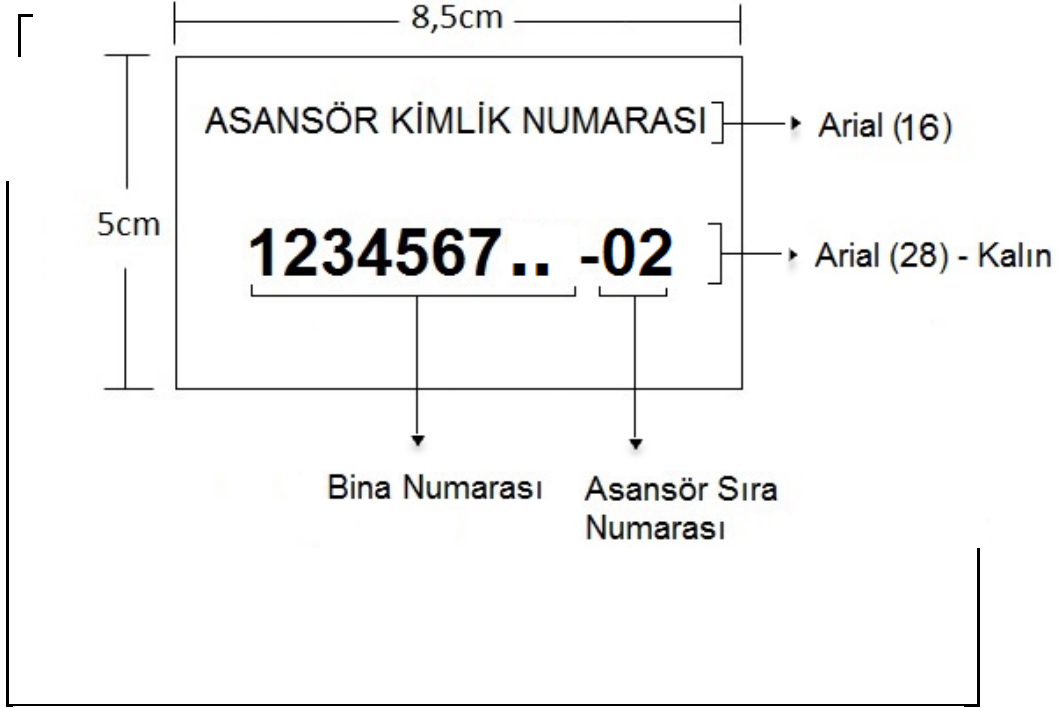 8,5cm
ASANSÖR KİMLİK NUMARASI
Arial (16)
5cm
1234567.. -02
Arial (28) - Kalın
Bina Numarası
Asansör Sıra
Numarası